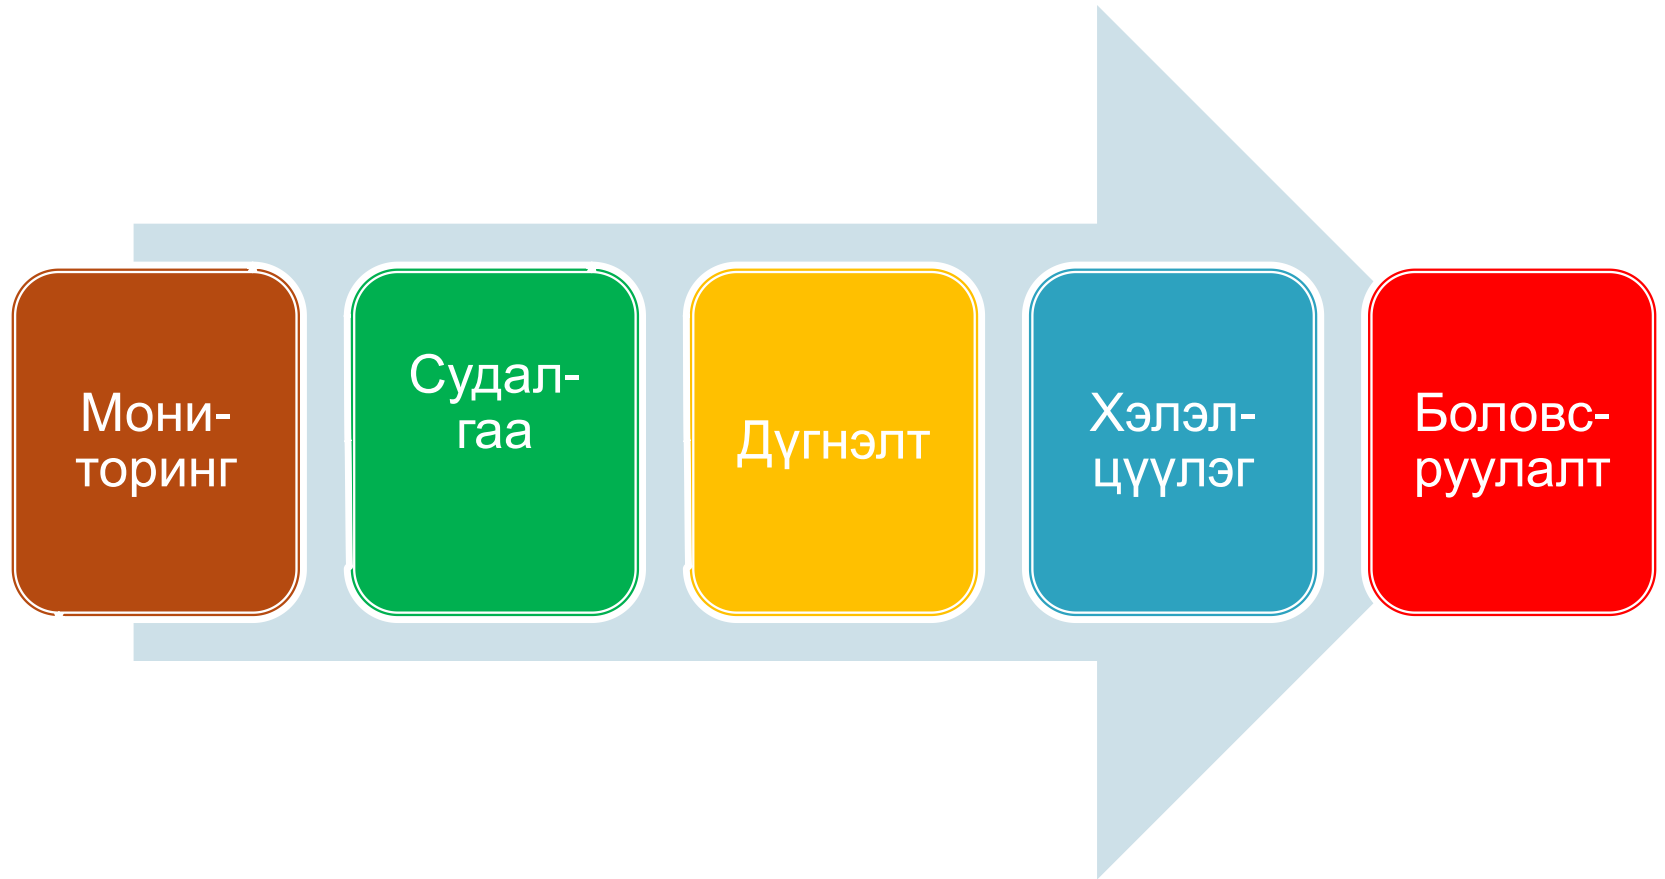 Мони-
торинг
Судал-
гаа
Дүгнэлт
Хэлэл-
цүүлэг
Боловс-
руулалт